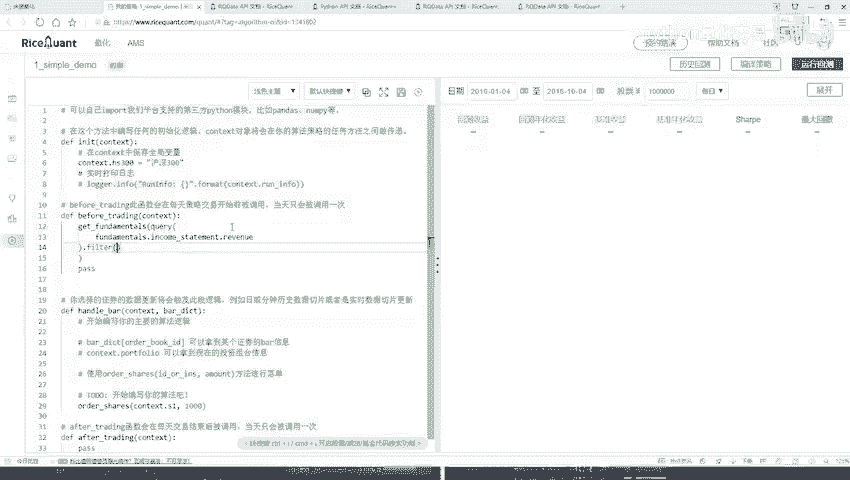 https://www.ricequant.com
RiceQuant
量化
AMS
帮助文档
社区
1_simple_demo
历史回测
编译策略
运行回测
默认快捷键
日期 2016-01-04 至 2016-10-04 股票 1000000 每日
展开
回测收益 回测年化收益 基准收益 基准年化收益 Sharpe 最大回撤
1 # 可以自己import我们平台支持的第三方python模块，比如pandas、numpy等。
2
3 # 在这个方法中编写任何的初始化逻辑。context对象将会在你的算法策略的任何方法之间做传递。
4 def init(context):
5 # 在context中保存全局变量
6 context.hs300 = "沪深300"
7 # 实时打印日志
8 # logger.info("RunInfo: {}".format(context.run_info))
9
10 # before_trading此函数会在每天策略交易开始前被调用，当天只会被调用一次
11 def before_trading(context):
12 get_fundamentals(query(
13 fundamentals.income_statement.revenue
14 ).filter()
15 )
16 pass
17
18
19 # 你选择的证券的数据更新将会触发此段逻辑，例如日或分钟历史数据切片或者是实时数据切片更新
20 def handle_bar(context, bar_dict):
21 # 开始编写你的主要的算法逻辑
22
23 # bar_dict[order_book_id] 可以拿到某个证券的bar信息
24 # context.portfolio 可以拿到现在的投资组合信息
25
26 # 使用order_shares(id_or_ins, amount)方法进行落单
27
28 # TODO: 开始编写你的算法吧！
29 order_shares(context.s1, 1000)
30
31 # after_trading函数会在每天交易结束后被调用，当天只会被调用一次
32 def after_trading(context):
33 pass